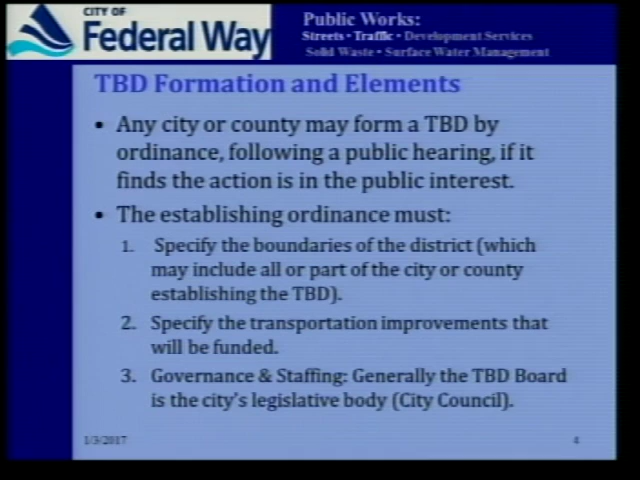 CITY OF
Federal Way
Public Works:
Streets • Traffic • Development Services
Solid Waste • Surface Water Management
TBD Formation and Elements
• Any city or county may form a TBD by
ordinance, following a public hearing, if it
finds the action is in the public interest.
• The establishing ordinance must:
1. Specify the boundaries of the district (which
may include all or part of the city or county
establishing the TBD).
2. Specify the transportation improvements that
will be funded.
3. Governance & Staffing: Generally the TBD Board
is the city's legislative body (City Council).
1/3/2017
4